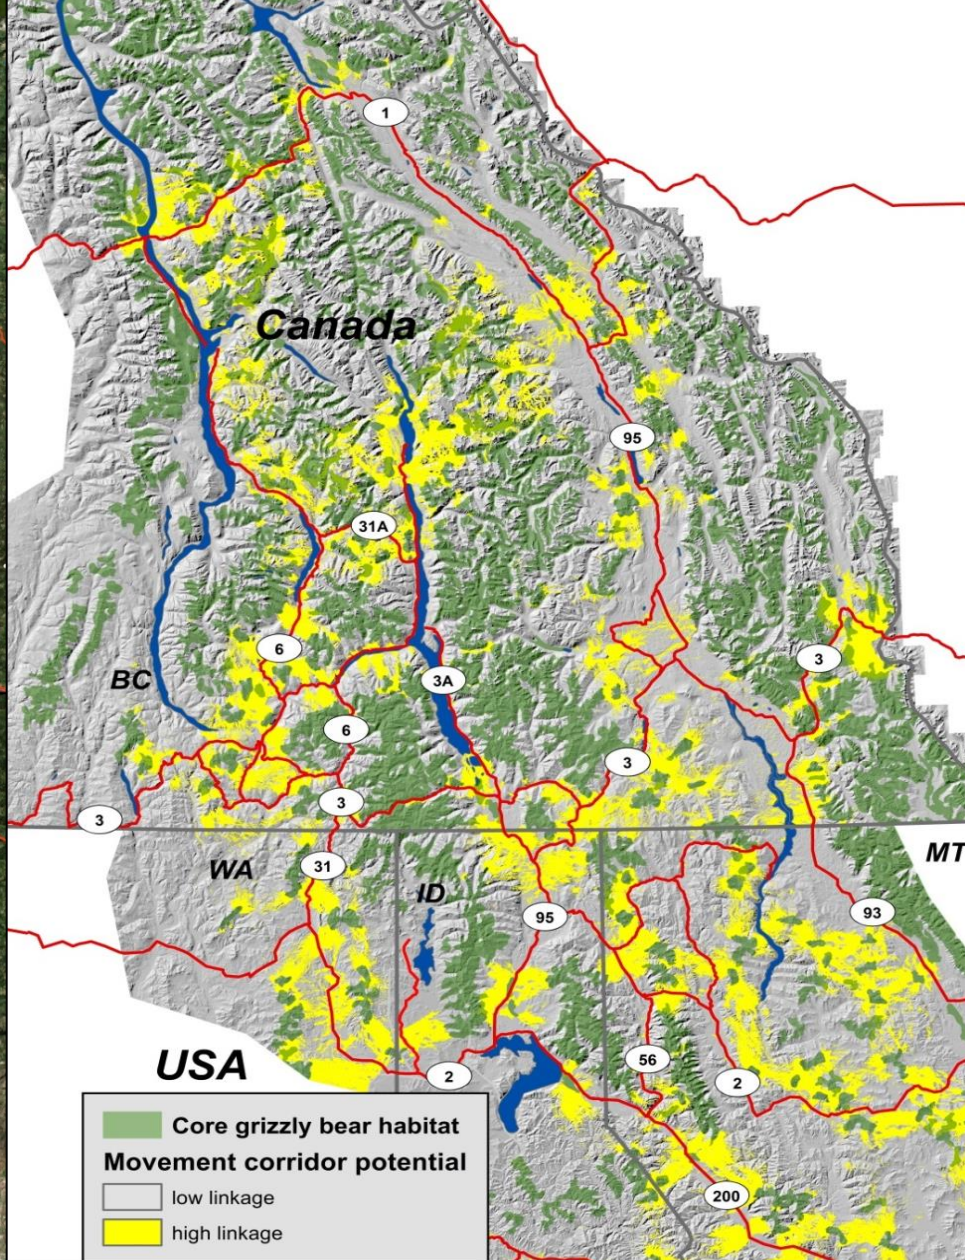 1
Canada
95
31A
6
3
BC
3A
6
3
3
3
WA
31
MT
ID
95
93
USA
56
2
2
Core grizzly bear habitat
Movement corridor potential
low linkage
200
high linkage